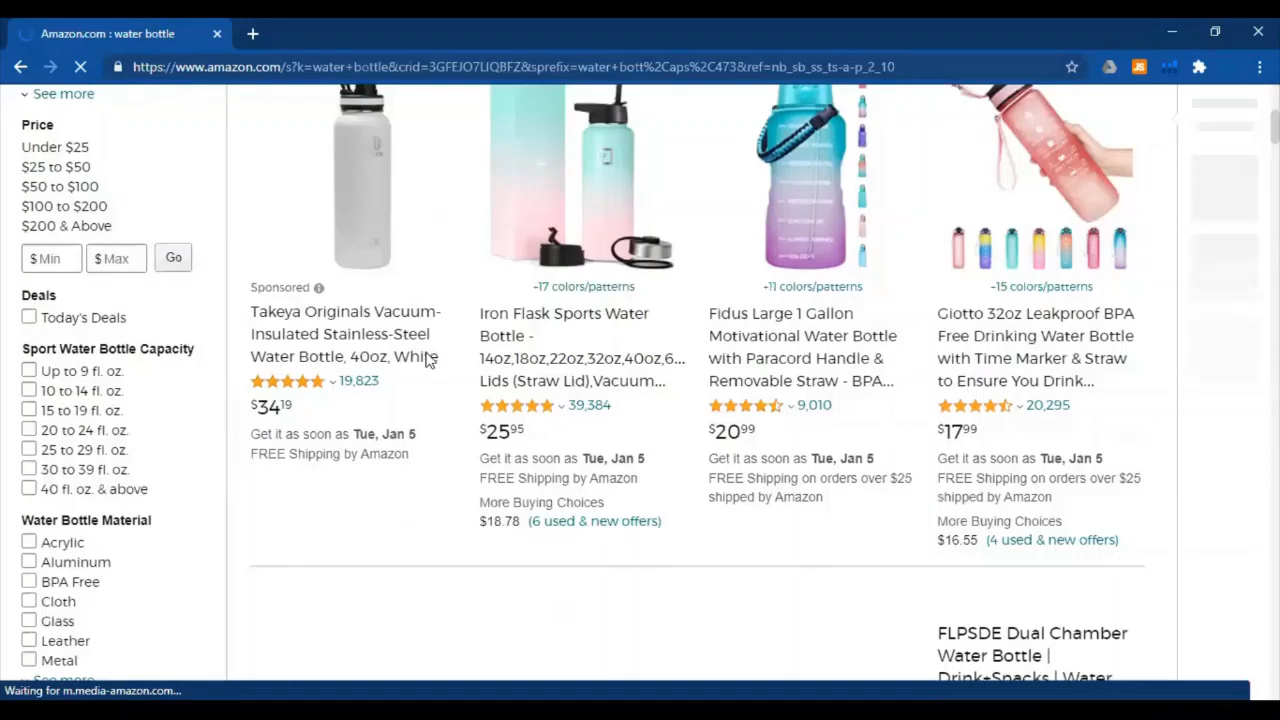 Amazon.com : water bottle
https://www.amazon.com/s?k=water+bottle&crid=3GFEJO7LIQBFZ&sprefix=water+bott%2Caps%2C473&ref=nb_sb_ss_ts-a-p_2_10
See more
Price
Under $25
$25 to $50
$50 to $100
$100 to $200
$200 & Above
$ Min
$ Max
Go
Deals
Today's Deals
Sport Water Bottle Capacity
Up to 9 fl. oz.
10 to 14 fl. oz.
15 to 19 fl. oz.
20 to 24 fl. oz.
25 to 29 fl. oz.
30 to 39 fl. oz.
40 fl. oz. & above
Water Bottle Material
Acrylic
Aluminum
BPA Free
Cloth
Glass
Leather
Metal
See more
Sponsored
Takeya Originals Vacuum-
Insulated Stainless-Steel
Water Bottle, 40oz, White
19,823
$34 19
Get it as soon as Tue, Jan 5
FREE Shipping by Amazon
+17 colors/patterns
Iron Flask Sports Water
Bottle -
14oz,18oz,22oz,32oz,40oz,6...
Lids (Straw Lid),Vacuum...
39,384
$25 95
Get it as soon as Tue, Jan 5
FREE Shipping by Amazon
More Buying Choices
$18.78 (6 used & new offers)
+11 colors/patterns
Fidus Large 1 Gallon
Motivational Water Bottle
with Paracord Handle &
Removable Straw - BPA...
9,010
$20 99
Get it as soon as Tue, Jan 5
FREE Shipping on orders over $25
shipped by Amazon
+15 colors/patterns
Giotto 32oz Leakproof BPA
Free Drinking Water Bottle
with Time Marker & Straw
to Ensure You Drink...
20,295
$17 99
Get it as soon as Tue, Jan 5
FREE Shipping on orders over $25
shipped by Amazon
More Buying Choices
$16.55 (4 used & new offers)
FLPSDE Dual Chamber
Water Bottle |
Drink+Snacks | Water
Waiting for m.media-amazon.com...